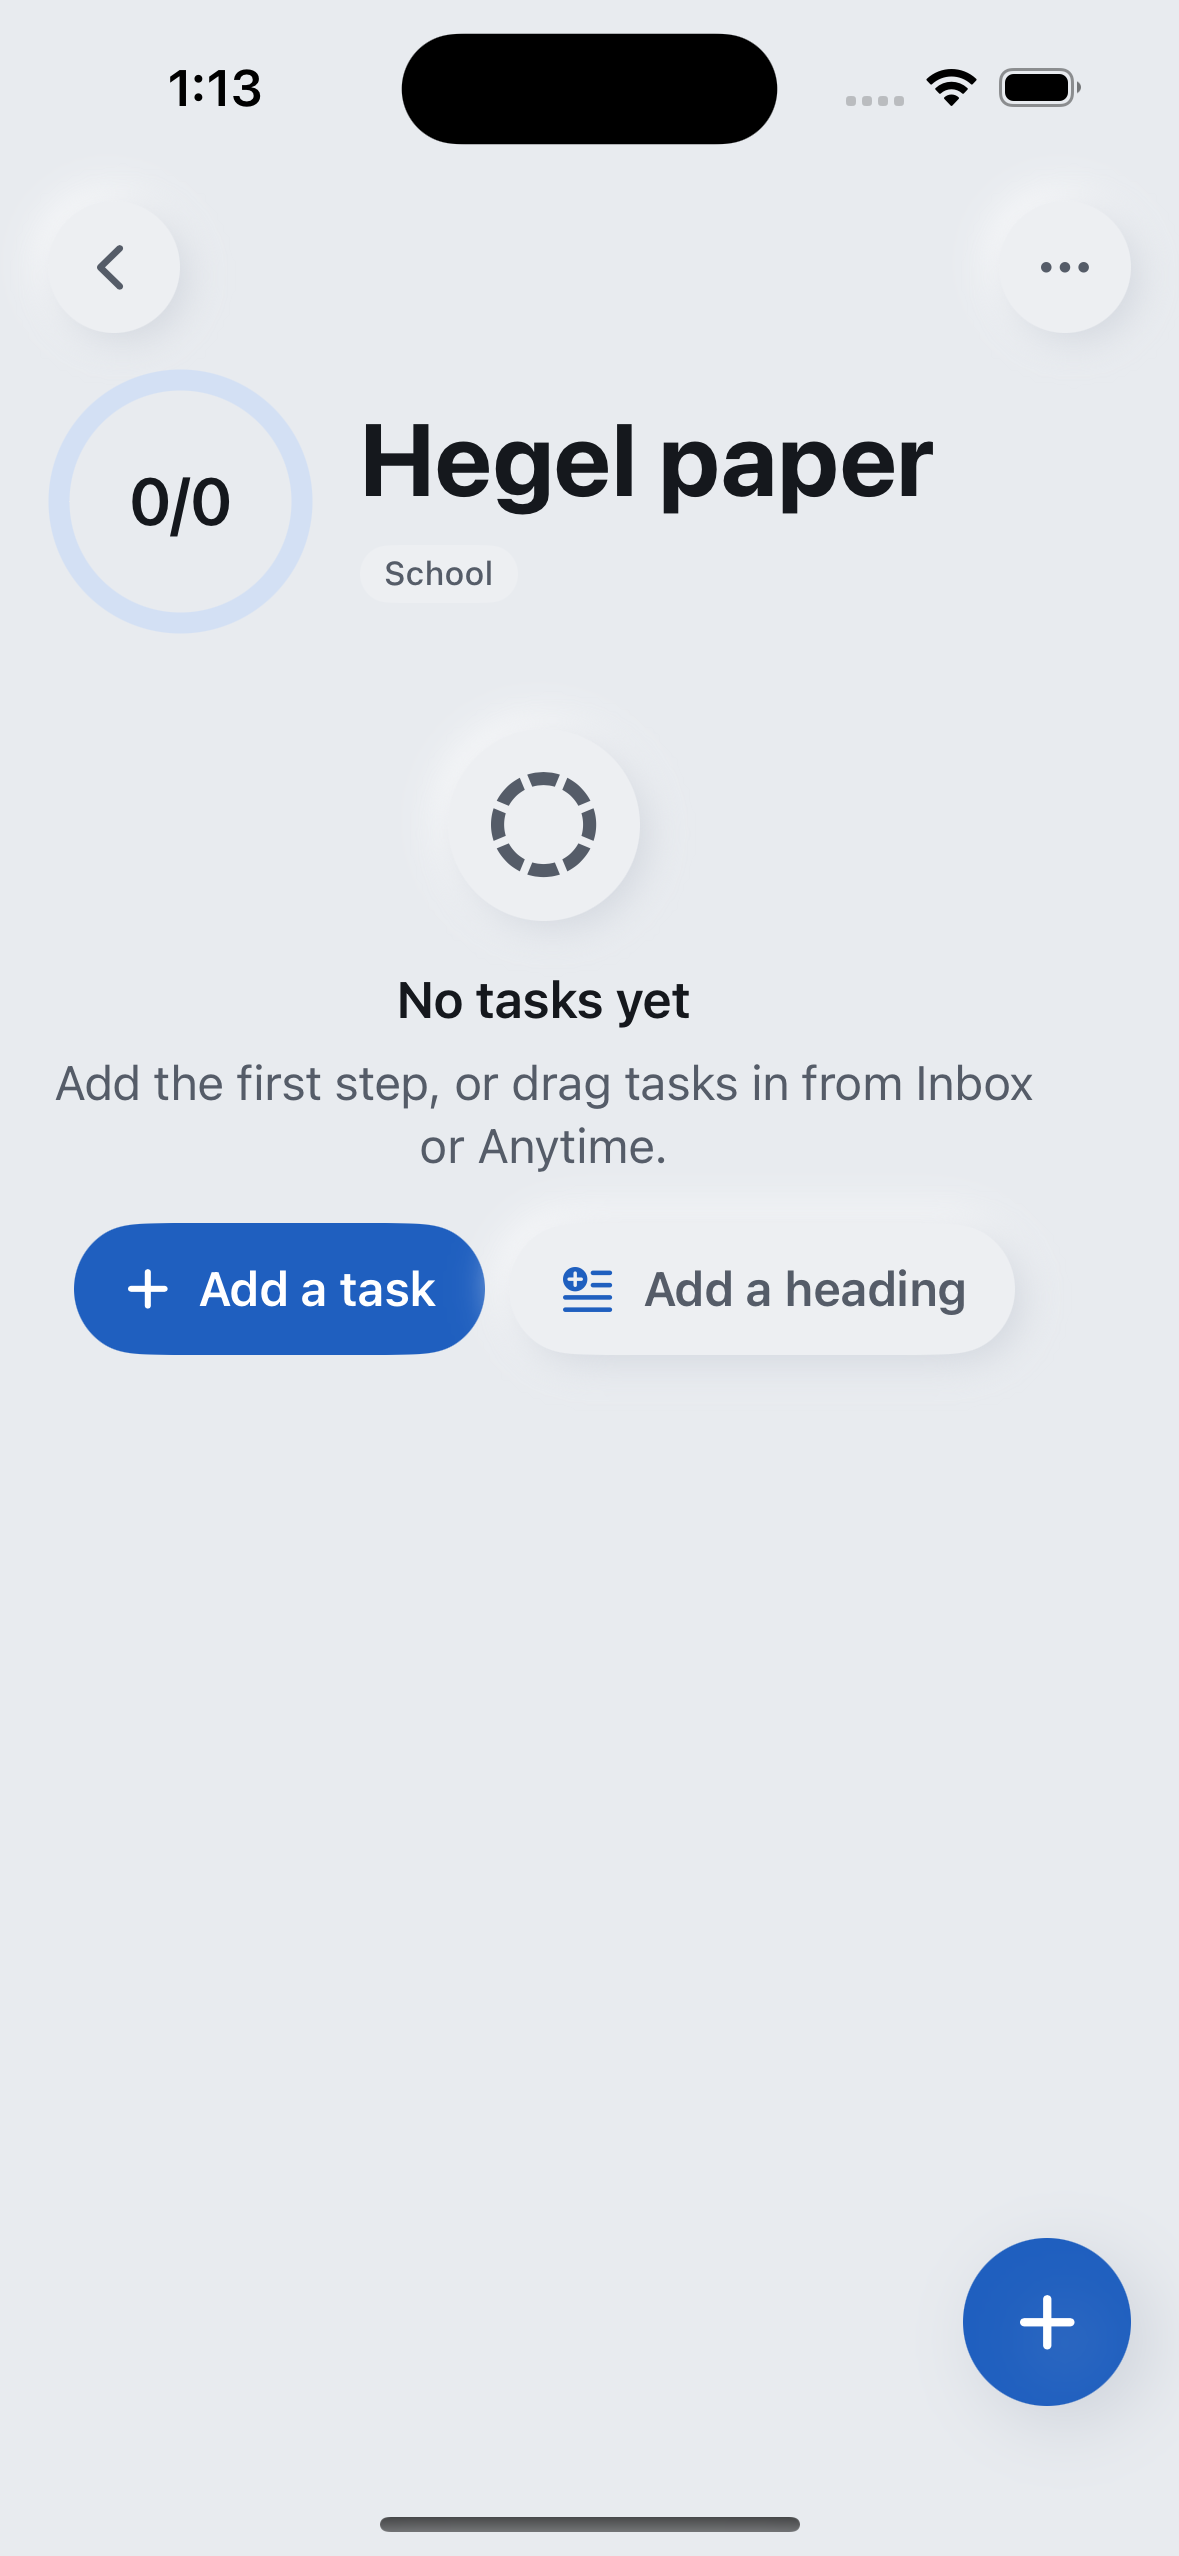 1:13
0/0
Hegel paper
School
No tasks yet
Add the first step, or drag tasks in from Inbox
or Anytime.
Add a task
Add a heading